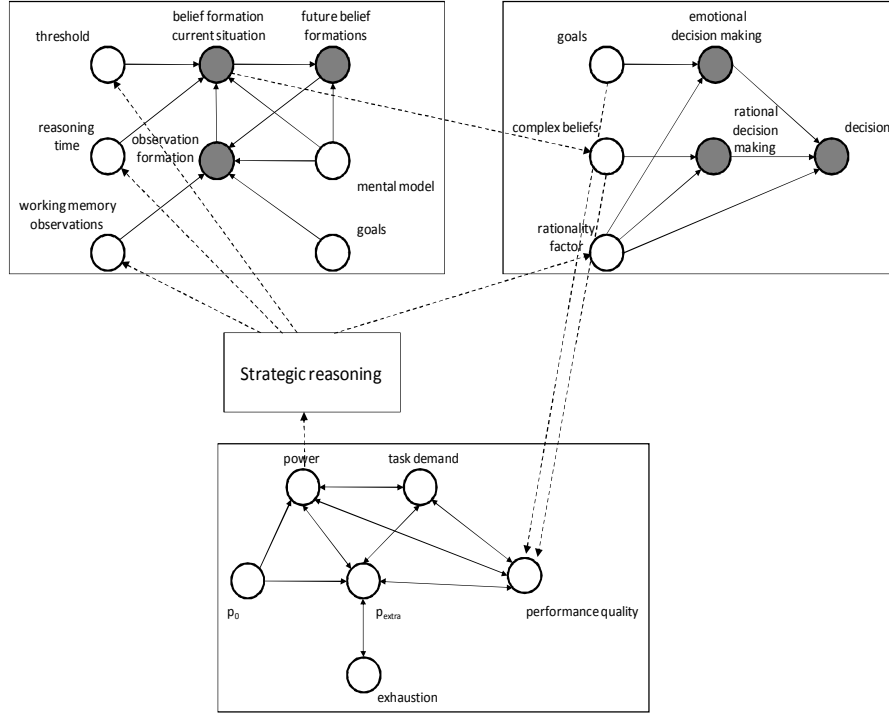 belief formation
current situation
future belief
formations
threshold
reasoning
time
observation
formation
mental model
working memory
observations
goals
goals
emotional
decision making
complex beliefs
rational
decision
making
decision
rationality
factor
Strategic reasoning
power
task demand
p0
pextra
performance quality
exhaustion